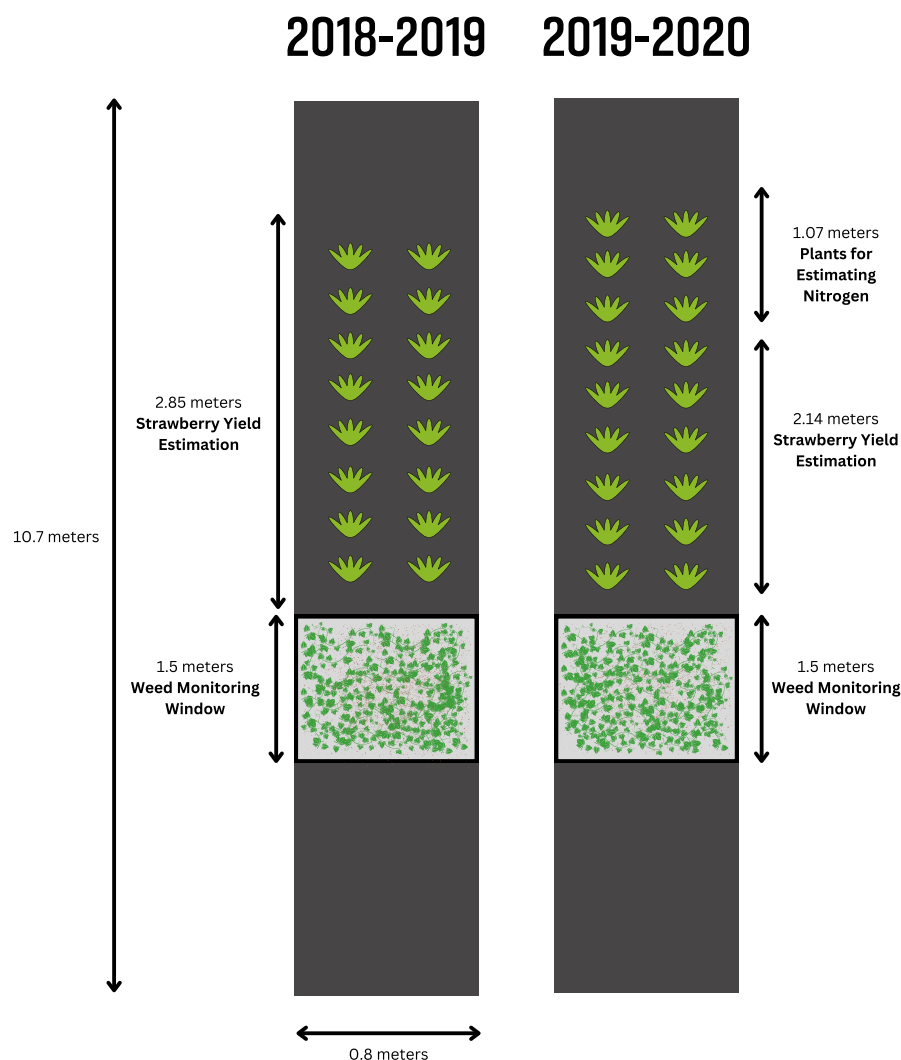 2018-2019
2019-2020
1.07 meters
Plants for
Estimating
Nitrogen
2.85 meters
Strawberry Yield
Estimation
2.14 meters
Strawberry Yield
Estimation
10.7 meters
1.5 meters
Weed Monitoring
Window
1.5 meters
Weed Monitoring
Window
0.8 meters